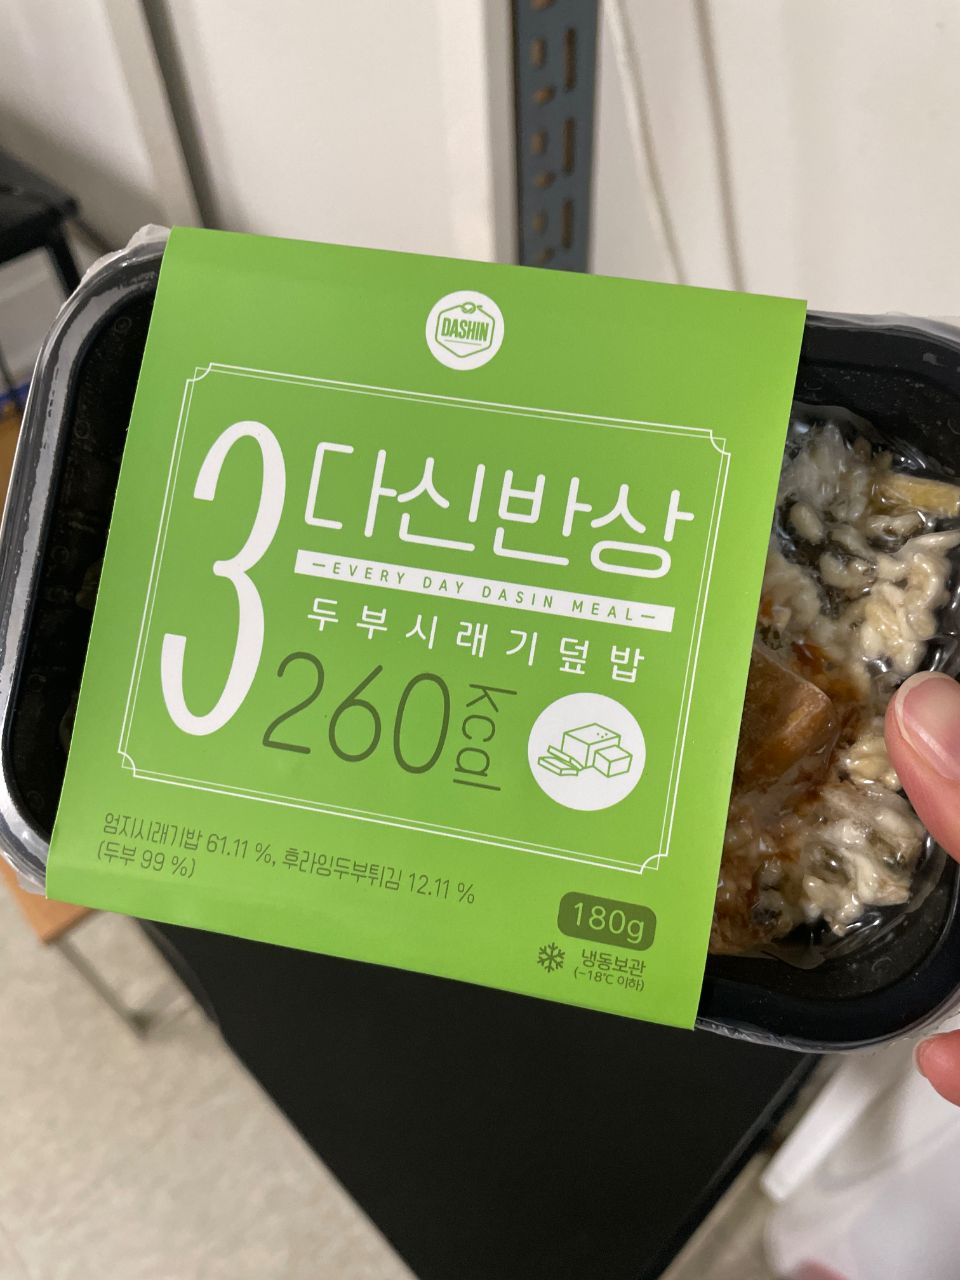 DASHIN
3
다신반상
EVERY DAY DASIN MEAL
두부시래기덮밥
260 kcal
엄지시래기밥 61.11 %, 후라잉두부튀김 12.11 %
(두부 99 %)
180g
냉동보관
(-18℃ 이하)